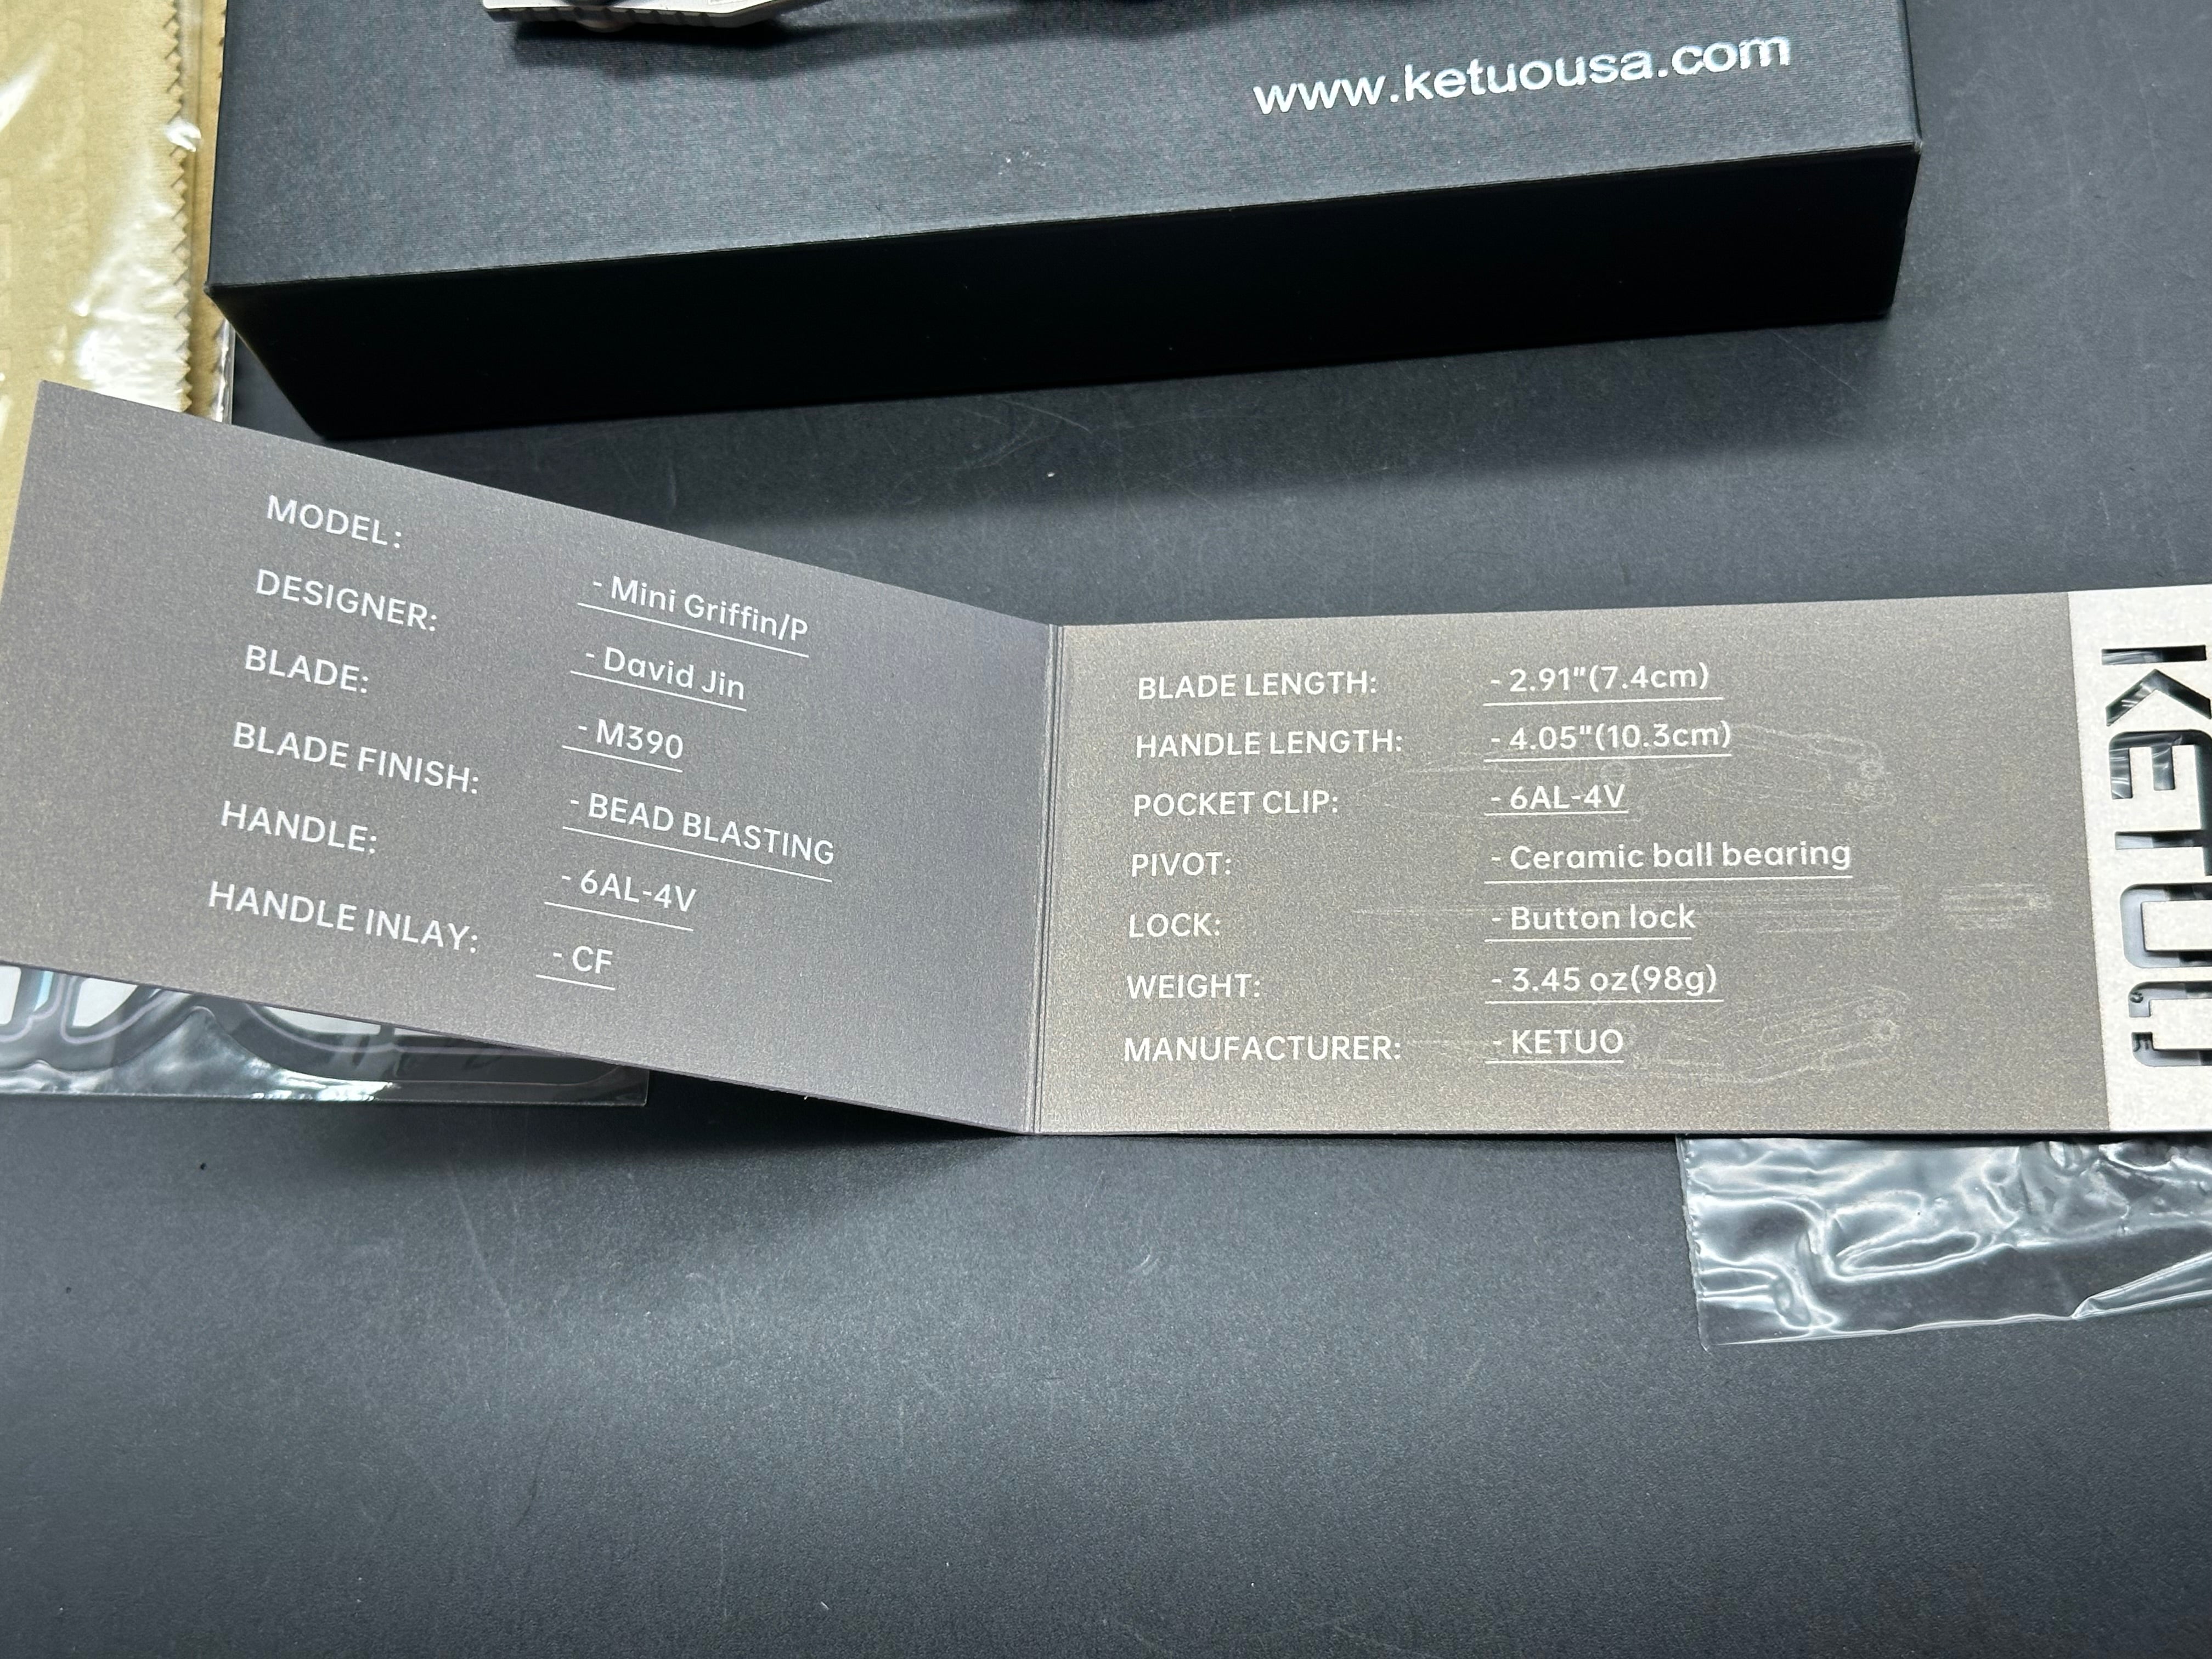 www.ketuousa.com
MODEL: - Mini Griffin/P
DESIGNER: - David Jin
BLADE: - M390
BLADE FINISH: - BEAD BLASTING
HANDLE: - 6AL-4V
HANDLE INLAY: - CF
BLADE LENGTH: - 2.91"(7.4cm)
HANDLE LENGTH: - 4.05"(10.3cm)
POCKET CLIP: - 6AL-4V
PIVOT: - Ceramic ball bearing
LOCK: - Button lock
WEIGHT: - 3.45 oz(98g)
MANUFACTURER: - KETUO
KETUO